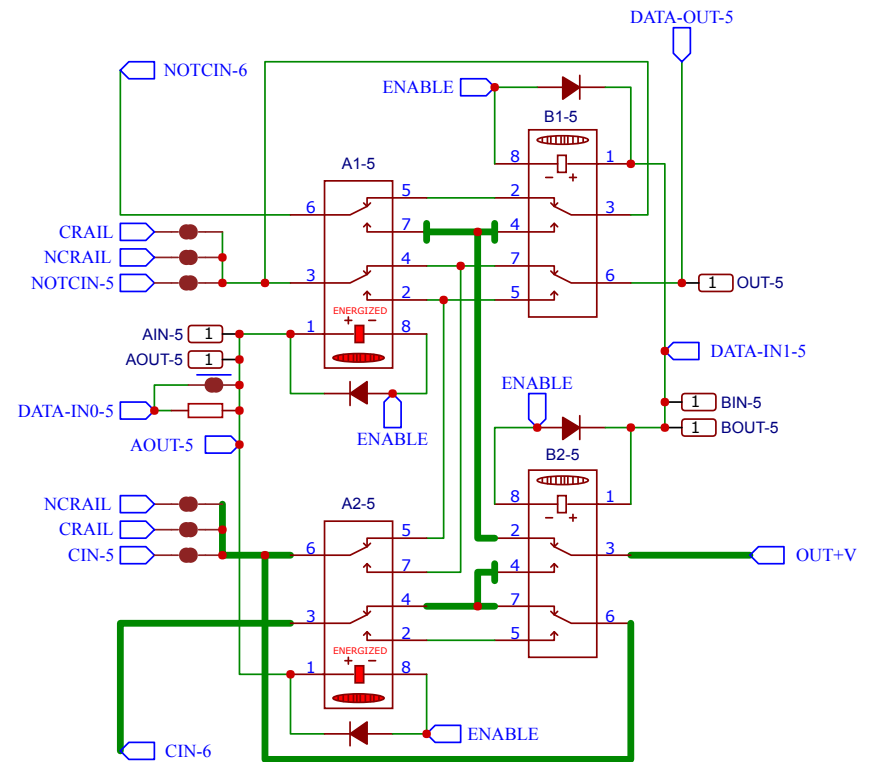 DATA-OUT-5
NOTCIN-6
ENABLE
B1-5
8 1
− +
A1-5
5 2
6 3
7 4
CRAIL
NCRAIL
4 7
NOTCIN-5 3 6 1 OUT-5
2 5
ENERGIZED
AIN-5 1 1 + − 8
AOUT-5 1
DATA-IN1-5
ENABLE
DATA-IN0-5
1 BIN-5
ENABLE
AOUT-5
1 BOUT-5
B2-5
NCRAIL
A2-5
8 1
− +
CRAIL
5 2
CIN-5 6 3 OUT+V
7 4
4 7
3 6
2 5
ENERGIZED
1 + − 8
ENABLE
CIN-6